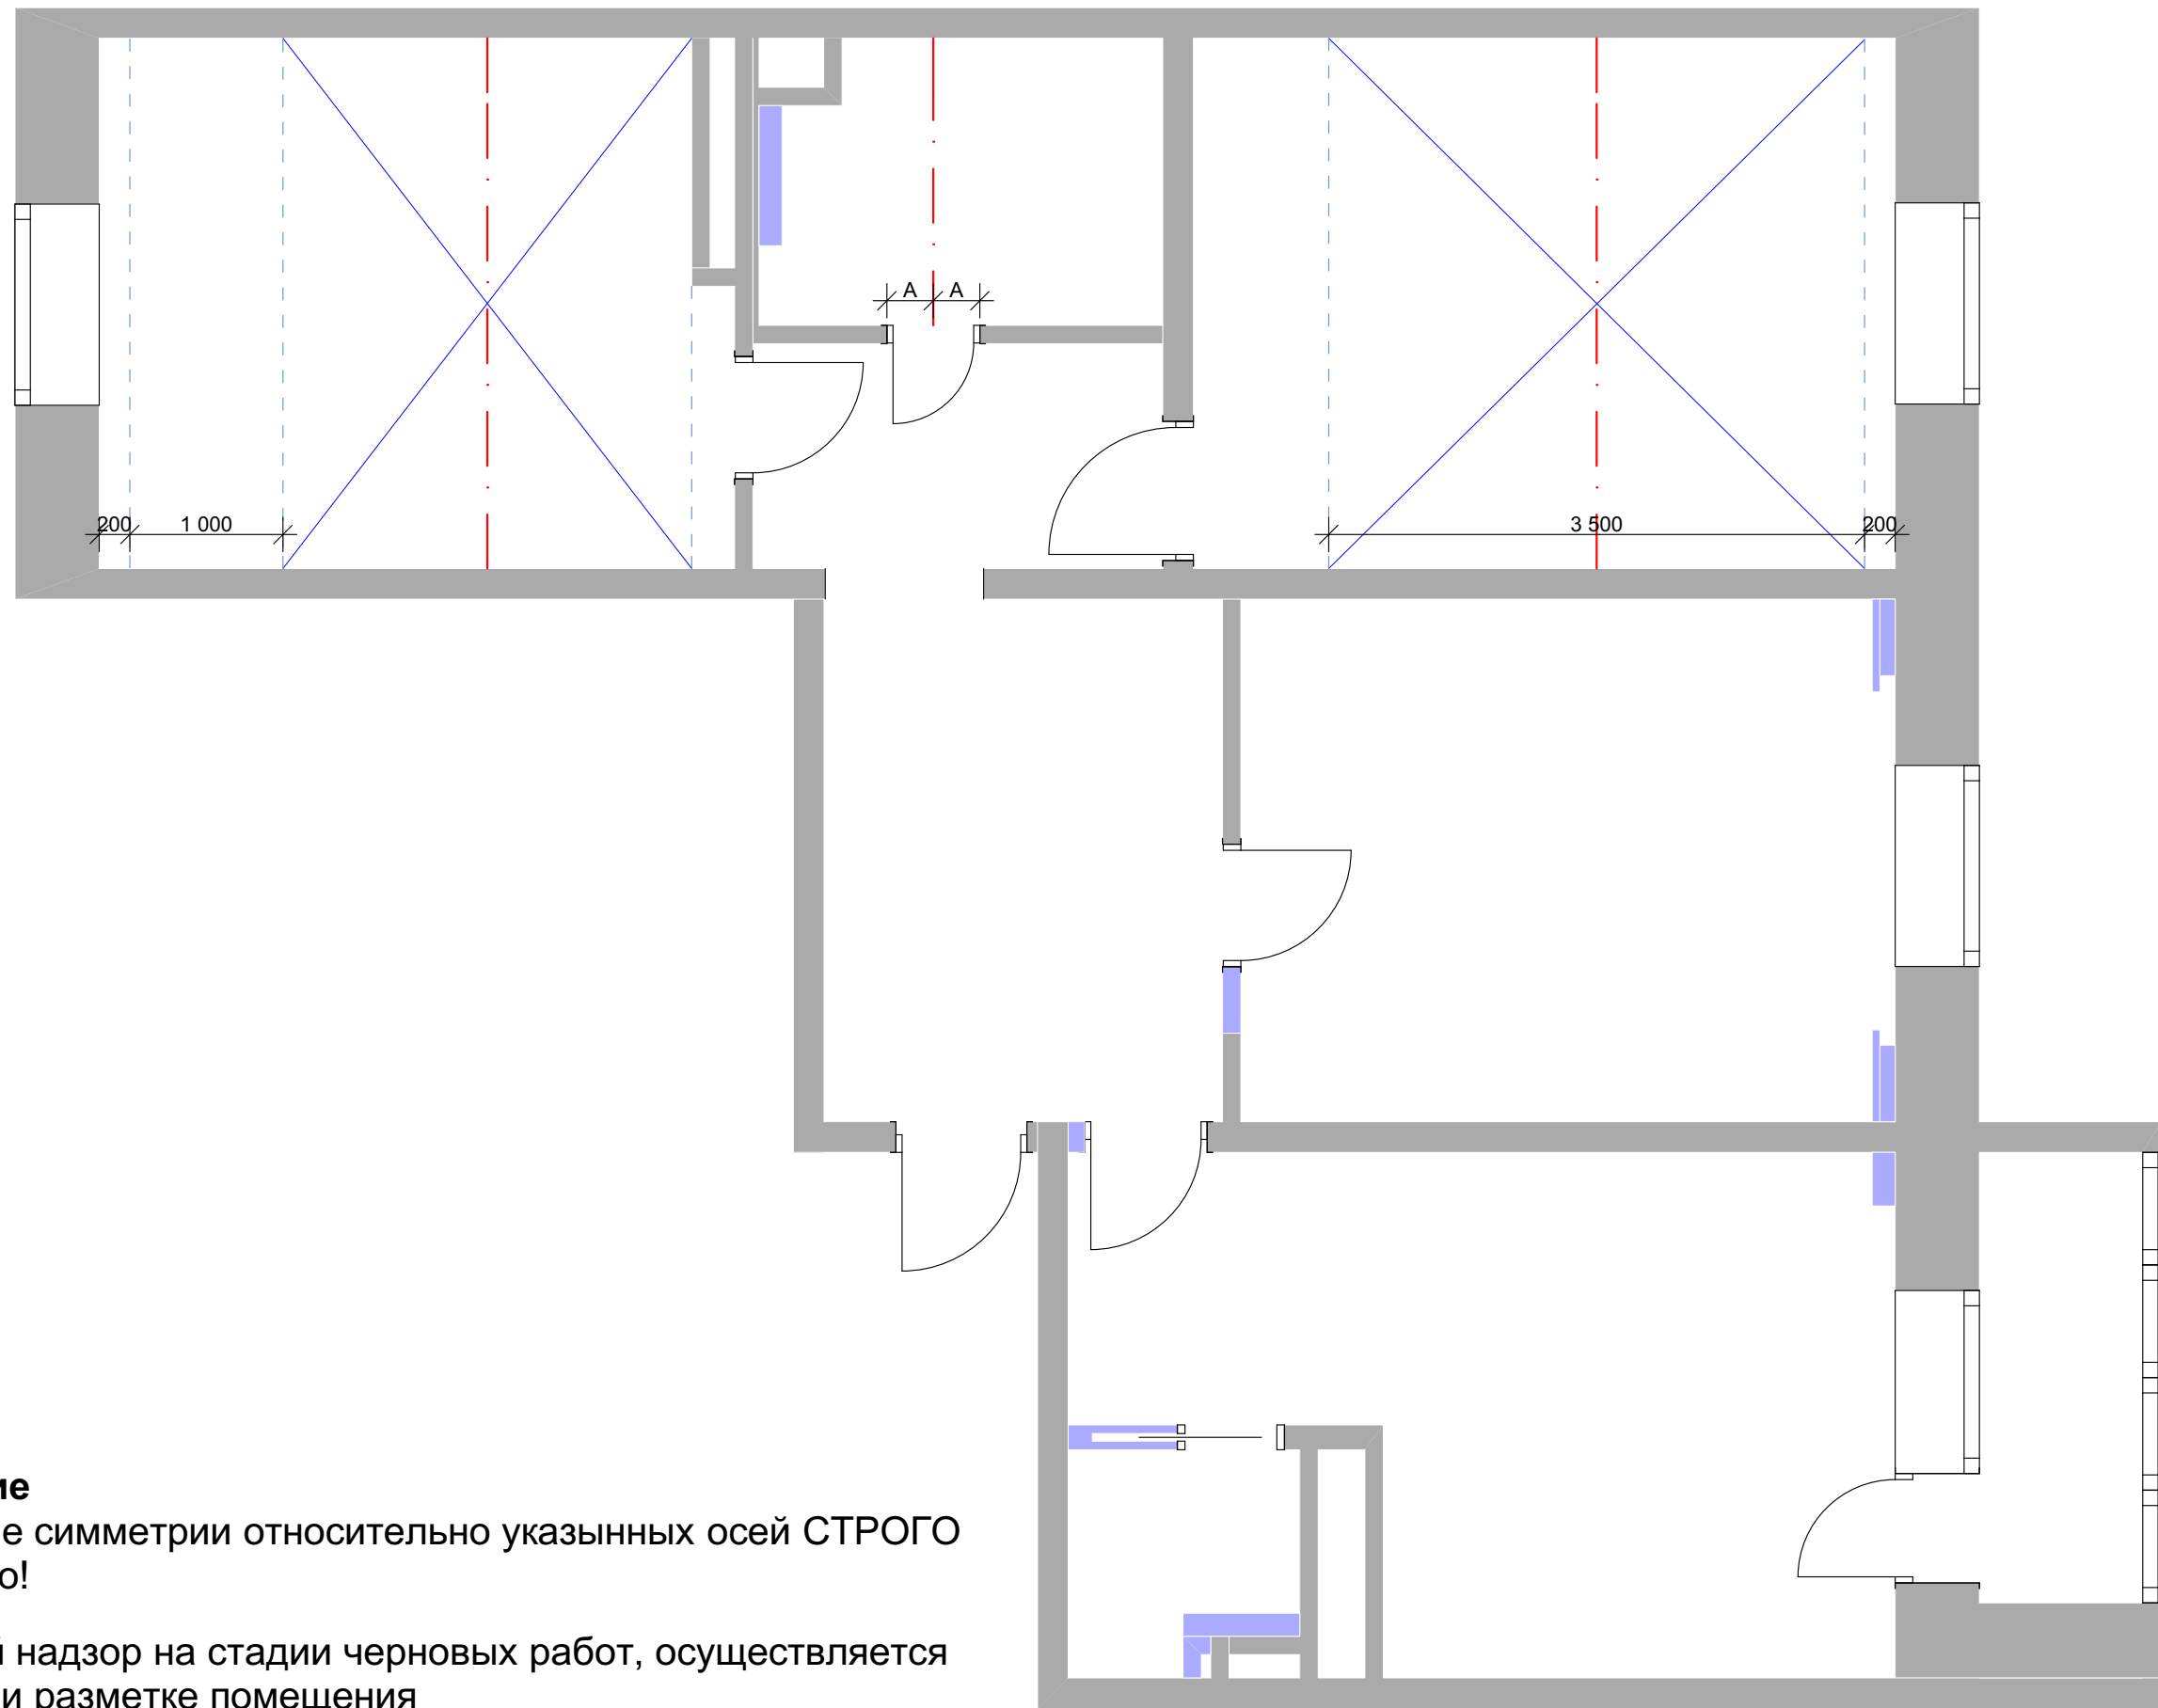 A A
200 1 000 3 500 200
ие
е симметрии относительно указынных осей СТРОГО
о!
й надзор на стадии черновых работ, осуществляется
и разметке помещения